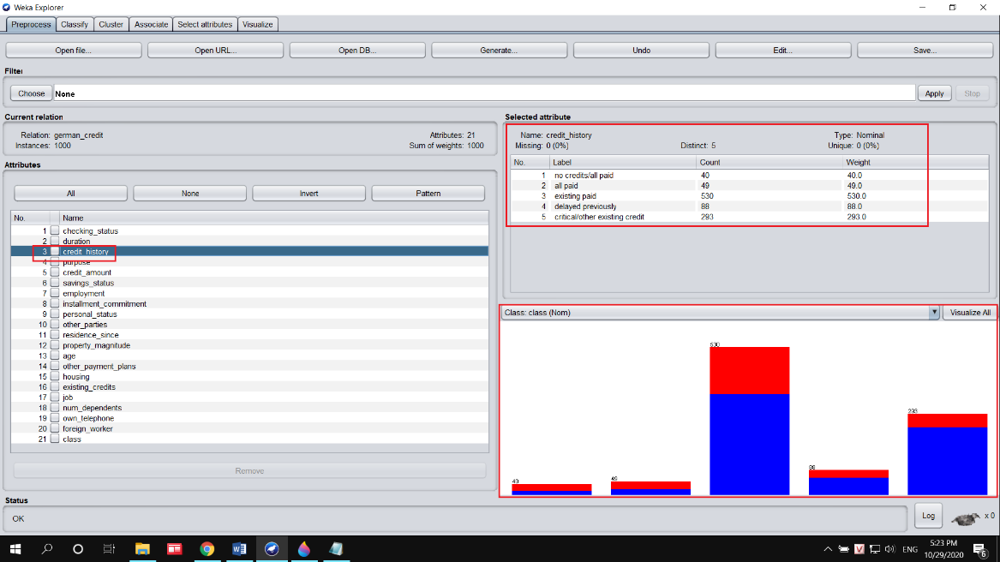 Weka Explorer
Preprocess Classify Cluster Associate Select attributes Visualize
Open file... Open URL... Open DB... Generate... Undo Edit... Save...
Filter
Choose None Apply Stop
Current relation
Relation: german_credit Attributes: 21
Instances: 1000 Sum of weights: 1000
Attributes
All None Invert Pattern
No. Name
1 checking_status
2 duration
3 credit_history
4 purpose
5 credit_amount
6 savings_status
7 employment
8 installment_commitment
9 personal_status
10 other_parties
11 residence_since
12 property_magnitude
13 age
14 other_payment_plans
15 housing
16 existing_credits
17 job
18 num_dependents
19 own_telephone
20 foreign_worker
21 class
Remove
Selected attribute
Name: credit_history Type: Nominal
Missing: 0 (0%) Distinct: 5 Unique: 0 (0%)
No. Label Count Weight
1 no credits/all paid 40 40.0
2 all paid 49 49.0
3 existing paid 530 530.0
4 delayed previously 88 88.0
5 critical/other existing credit 293 293.0
Class: class (Nom) Visualize All
40
49
530
88
293
Status
OK
Log x 0
ENG
5:23 PM
10/29/2020
6